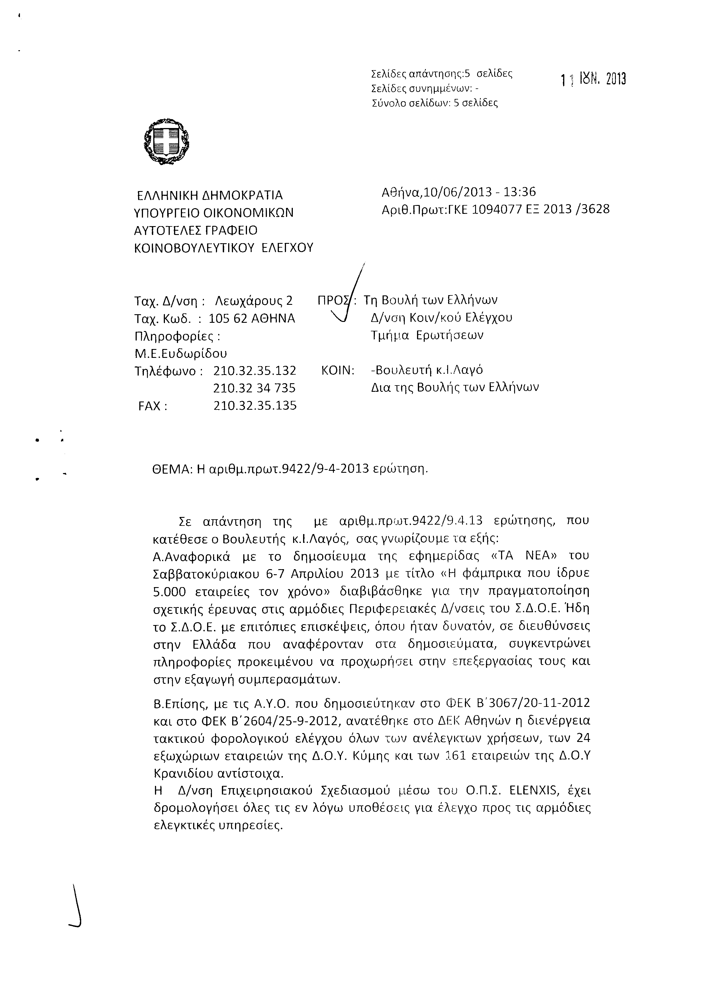 Σελίδες απάντησης:5 σελίδες
Σελίδες συνημμένων: -
Σύνολο σελίδων: 5 σελίδες
11 ΙΟΥΝ. 2013
ΕΛΛΗΝΙΚΗ ΔΗΜΟΚΡΑΤΙΑ
ΥΠΟΥΡΓΕΙΟ ΟΙΚΟΝΟΜΙΚΩΝ
ΑΥΤΟΤΕΛΕΣ ΓΡΑΦΕΙΟ
ΚΟΙΝΟΒΟΥΛΕΥΤΙΚΟΥ ΕΛΕΓΧΟΥ
Αθήνα,10/06/2013 - 13:36
Αριθ.Πρωτ:ΓΚΕ 1094077 ΕΞ 2013 /3628
Ταχ. Δ/νση : Λεωχάρους 2
Ταχ. Κωδ. : 105 62 ΑΘΗΝΑ
Πληροφορίες :
Μ.Ε.Ευδωρίδου
Τηλέφωνο : 210.32.35.132
210.32 34 735
FAX : 210.32.35.135
ΠΡΟΣ : Τη Βουλή των Ελλήνων
Δ/νση Κοιν/κού Ελέγχου
Τμήμα Ερωτήσεων
ΚΟΙΝ: -Βουλευτή κ.Ι.Λαγό
Δια της Βουλής των Ελλήνων
ΘΕΜΑ: Η αριθμ.πρωτ.9422/9-4-2013 ερώτηση.
Σε απάντηση της με αριθμ.πρωτ.9422/9.4.13 ερώτησης, που
κατέθεσε ο Βουλευτής κ.Ι.Λαγός, σας γνωρίζουμε τα εξής:
Α.Αναφορικά με το δημοσίευμα της εφημερίδας «ΤΑ ΝΕΑ» του
Σαββατοκύριακου 6-7 Απριλίου 2013 με τίτλο «Η φάμπρικα που ίδρυε
5.000 εταιρείες τον χρόνο» διαβιβάσθηκε για την πραγματοποίηση
σχετικής έρευνας στις αρμόδιες Περιφερειακές Δ/νσεις του Σ.Δ.Ο.Ε. Ήδη
το Σ.Δ.Ο.Ε. με επιτόπιες επισκέψεις, όπου ήταν δυνατόν, σε διευθύνσεις
στην Ελλάδα που αναφέρονταν στα δημοσιεύματα, συγκεντρώνει
πληροφορίες προκειμένου να προχωρήσει στην επεξεργασίας τους και
στην εξαγωγή συμπερασμάτων.
Β.Επίσης, με τις Α.Υ.Ο. που δημοσιεύτηκαν στο ΦΕΚ Β΄3067/20-11-2012
και στο ΦΕΚ Β΄2604/25-9-2012, ανατέθηκε στο ΔΕΚ Αθηνών η διενέργεια
τακτικού φορολογικού ελέγχου όλων των ανέλεγκτων χρήσεων, των 24
εξωχώριων εταιρειών της Δ.Ο.Υ. Κύμης και των 161 εταιρειών της Δ.Ο.Υ
Κρανιδίου αντίστοιχα.
Η Δ/νση Επιχειρησιακού Σχεδιασμού μέσω του Ο.Π.Σ. ELENXIS, έχει
δρομολογήσει όλες τις εν λόγω υποθέσεις για έλεγχο προς τις αρμόδιες
ελεγκτικές υπηρεσίες.